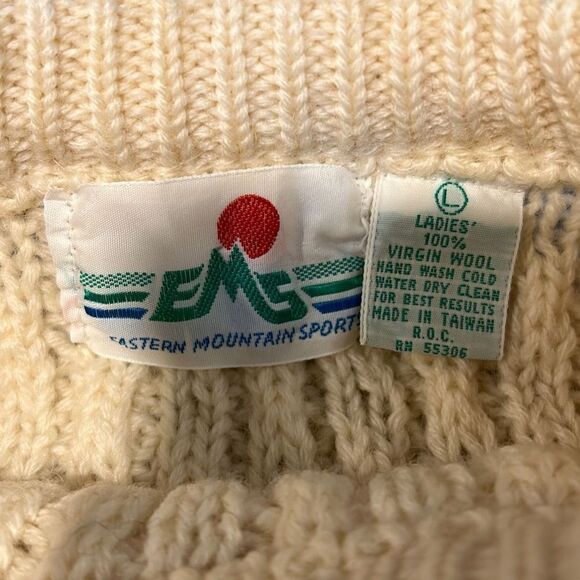 EMS
EASTERN MOUNTAIN SPORTS
L
LADIES'
100%
VIRGIN WOOL
HAND WASH COLD
WATER DRY CLEAN
FOR BEST RESULTS
MADE IN TAIWAN
R.O.C.
RN 55306